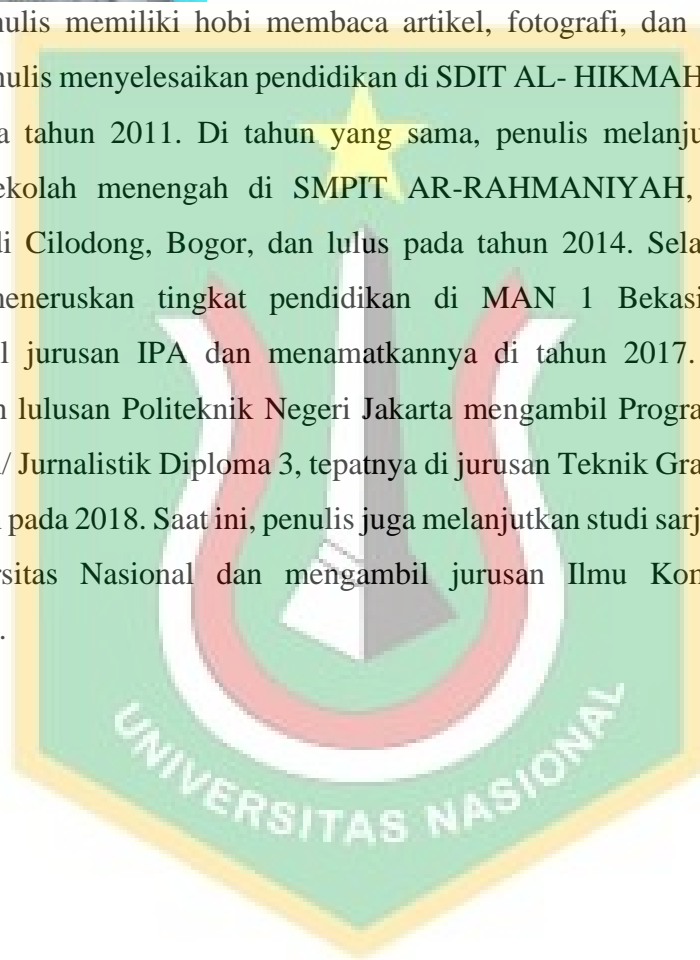 nulis memiliki hobi membaca artikel, fotografi, dan
nulis menyelesaikan pendidikan di SDIT AL- HIKMAH
a tahun 2011. Di tahun yang sama, penulis melanju
ekolah menengah di SMPIT AR-RAHMANIYAH,
di Cilodong, Bogor, dan lulus pada tahun 2014. Sela
meneruskan tingkat pendidikan di MAN 1 Bekasi
l jurusan IPA dan menamatkannya di tahun 2017.
n lulusan Politeknik Negeri Jakarta mengambil Progra
/ Jurnalistik Diploma 3, tepatnya di jurusan Teknik Gra
pada 2018. Saat ini, penulis juga melanjutkan studi sarj
rsitas Nasional dan mengambil jurusan Ilmu Kon
.
UNIVERSITAS NASIONAL